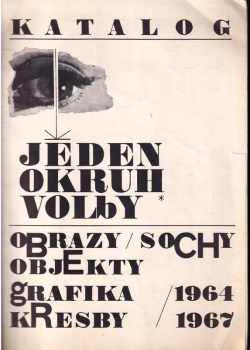 KATALOG
JEDEN
OKRUH
VOLbY *
OBRAZY / SOCHY
OBJEKTY
gRAFIKA / 1964
KRESBY / 1967